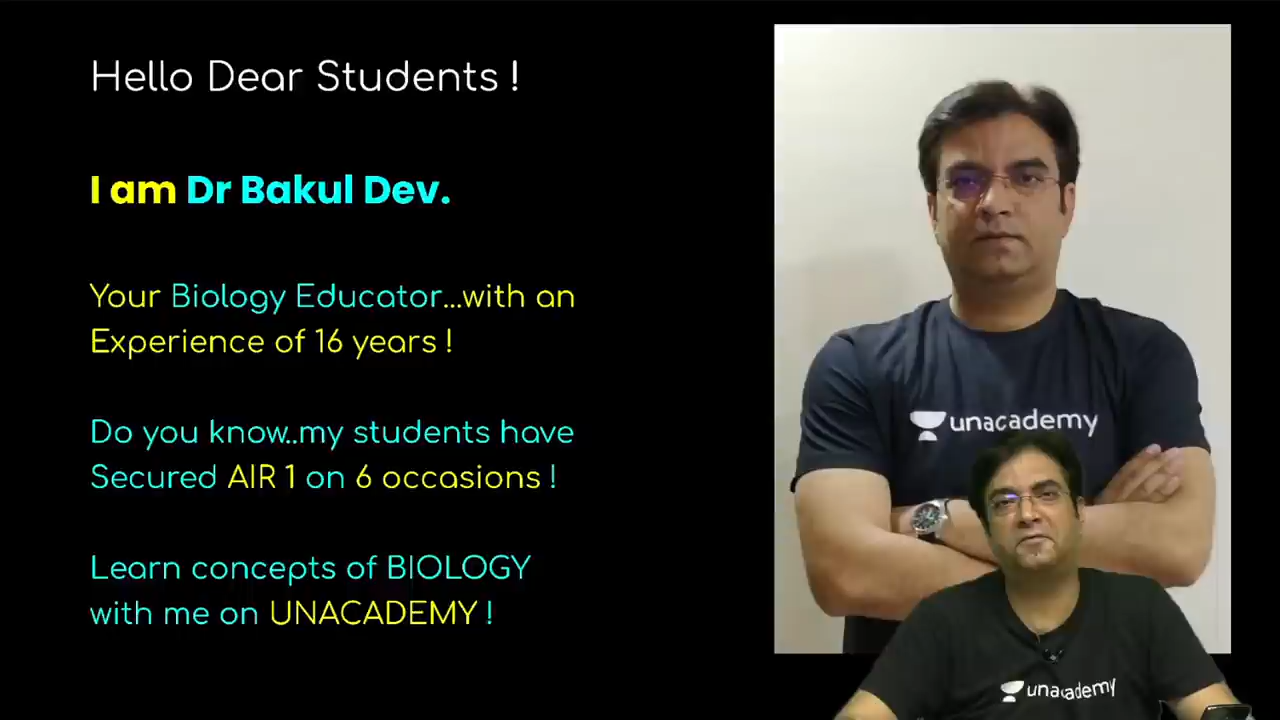 Hello Dear Students !
I am Dr Bakul Dev.
Your Biology Educator...with an
Experience of 16 years !
Do you know..my students have
Secured AIR 1 on 6 occasions !
Learn concepts of BIOLOGY
with me on UNACADEMY !
unacademy
unacademy